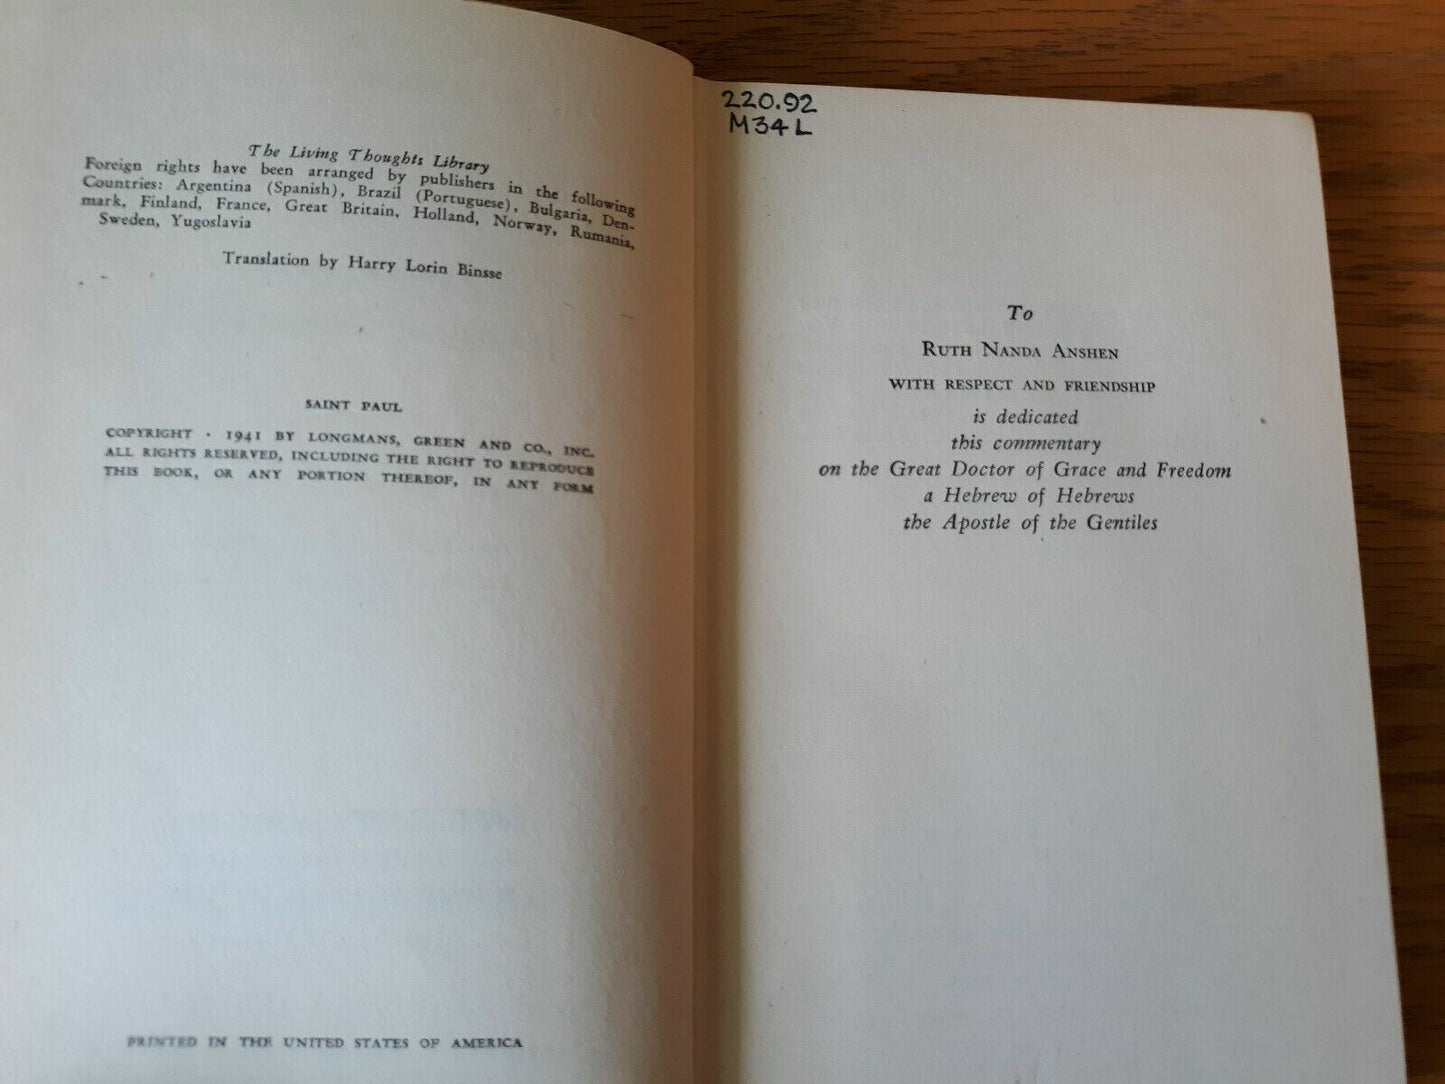 The Living Thoughts Library
Foreign rights have been arranged by publishers in the following
Countries: Argentina (Spanish), Brazil (Portuguese), Bulgaria, Den-
mark, Finland, France, Great Britain, Holland, Norway, Rumania,
Sweden, Yugoslavia
Translation by Harry Lorin Binsse
SAINT PAUL
COPYRIGHT · 1941 BY LONGMANS, GREEN AND CO., INC.
ALL RIGHTS RESERVED, INCLUDING THE RIGHT TO REPRODUCE
THIS BOOK, OR ANY PORTION THEREOF, IN ANY FORM
PRINTED IN THE UNITED STATES OF AMERICA
220.92
M34L
To
RUTH NANDA ANSHEN
WITH RESPECT AND FRIENDSHIP
is dedicated
this commentary
on the Great Doctor of Grace and Freedom
a Hebrew of Hebrews
the Apostle of the Gentiles